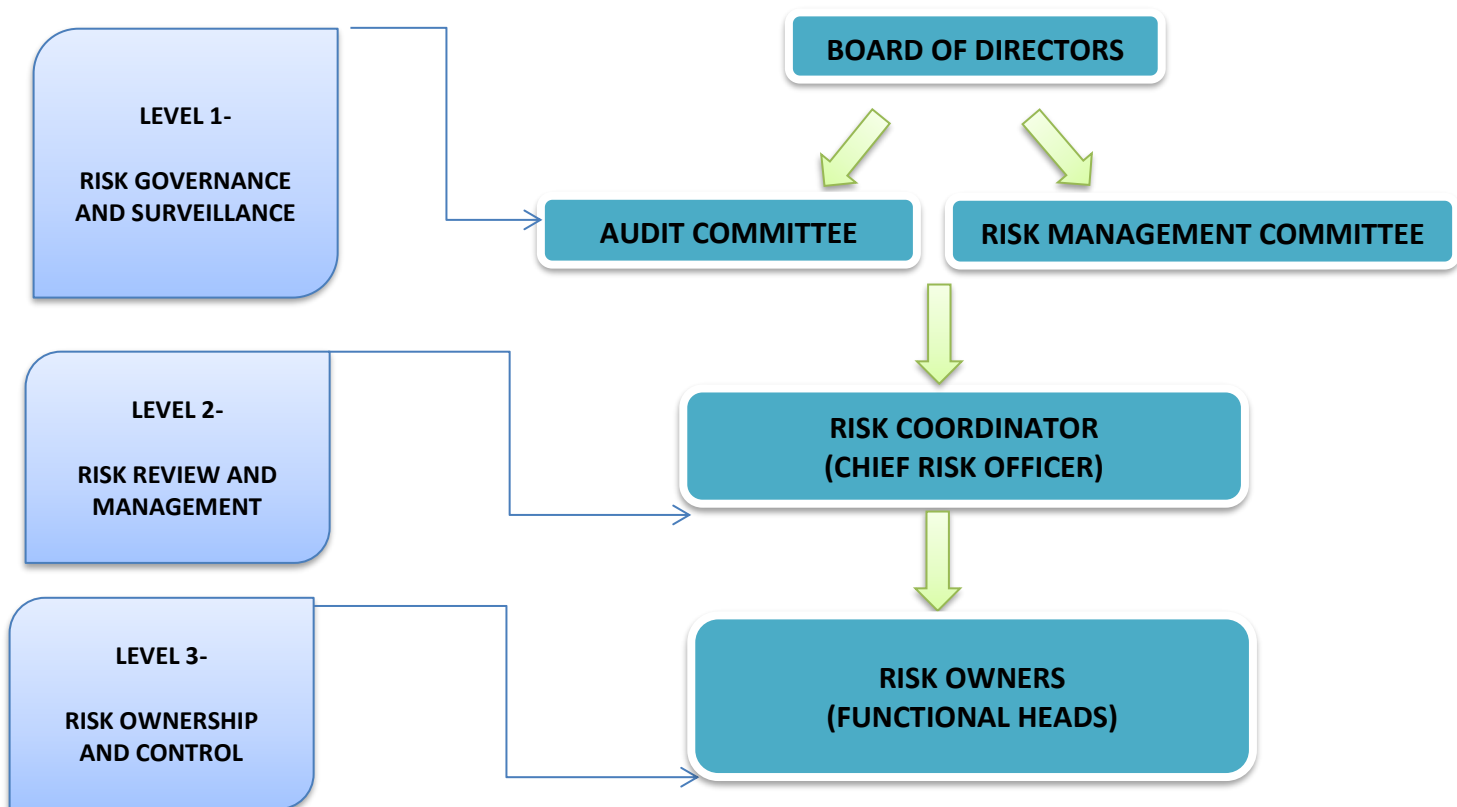 LEVEL 1-
RISK GOVERNANCE
AND SURVEILLANCE
BOARD OF DIRECTORS
AUDIT COMMITTEE
RISK MANAGEMENT COMMITTEE
LEVEL 2-
RISK REVIEW AND
MANAGEMENT
RISK COORDINATOR
(CHIEF RISK OFFICER)
LEVEL 3-
RISK OWNERSHIP
AND CONTROL
RISK OWNERS
(FUNCTIONAL HEADS)